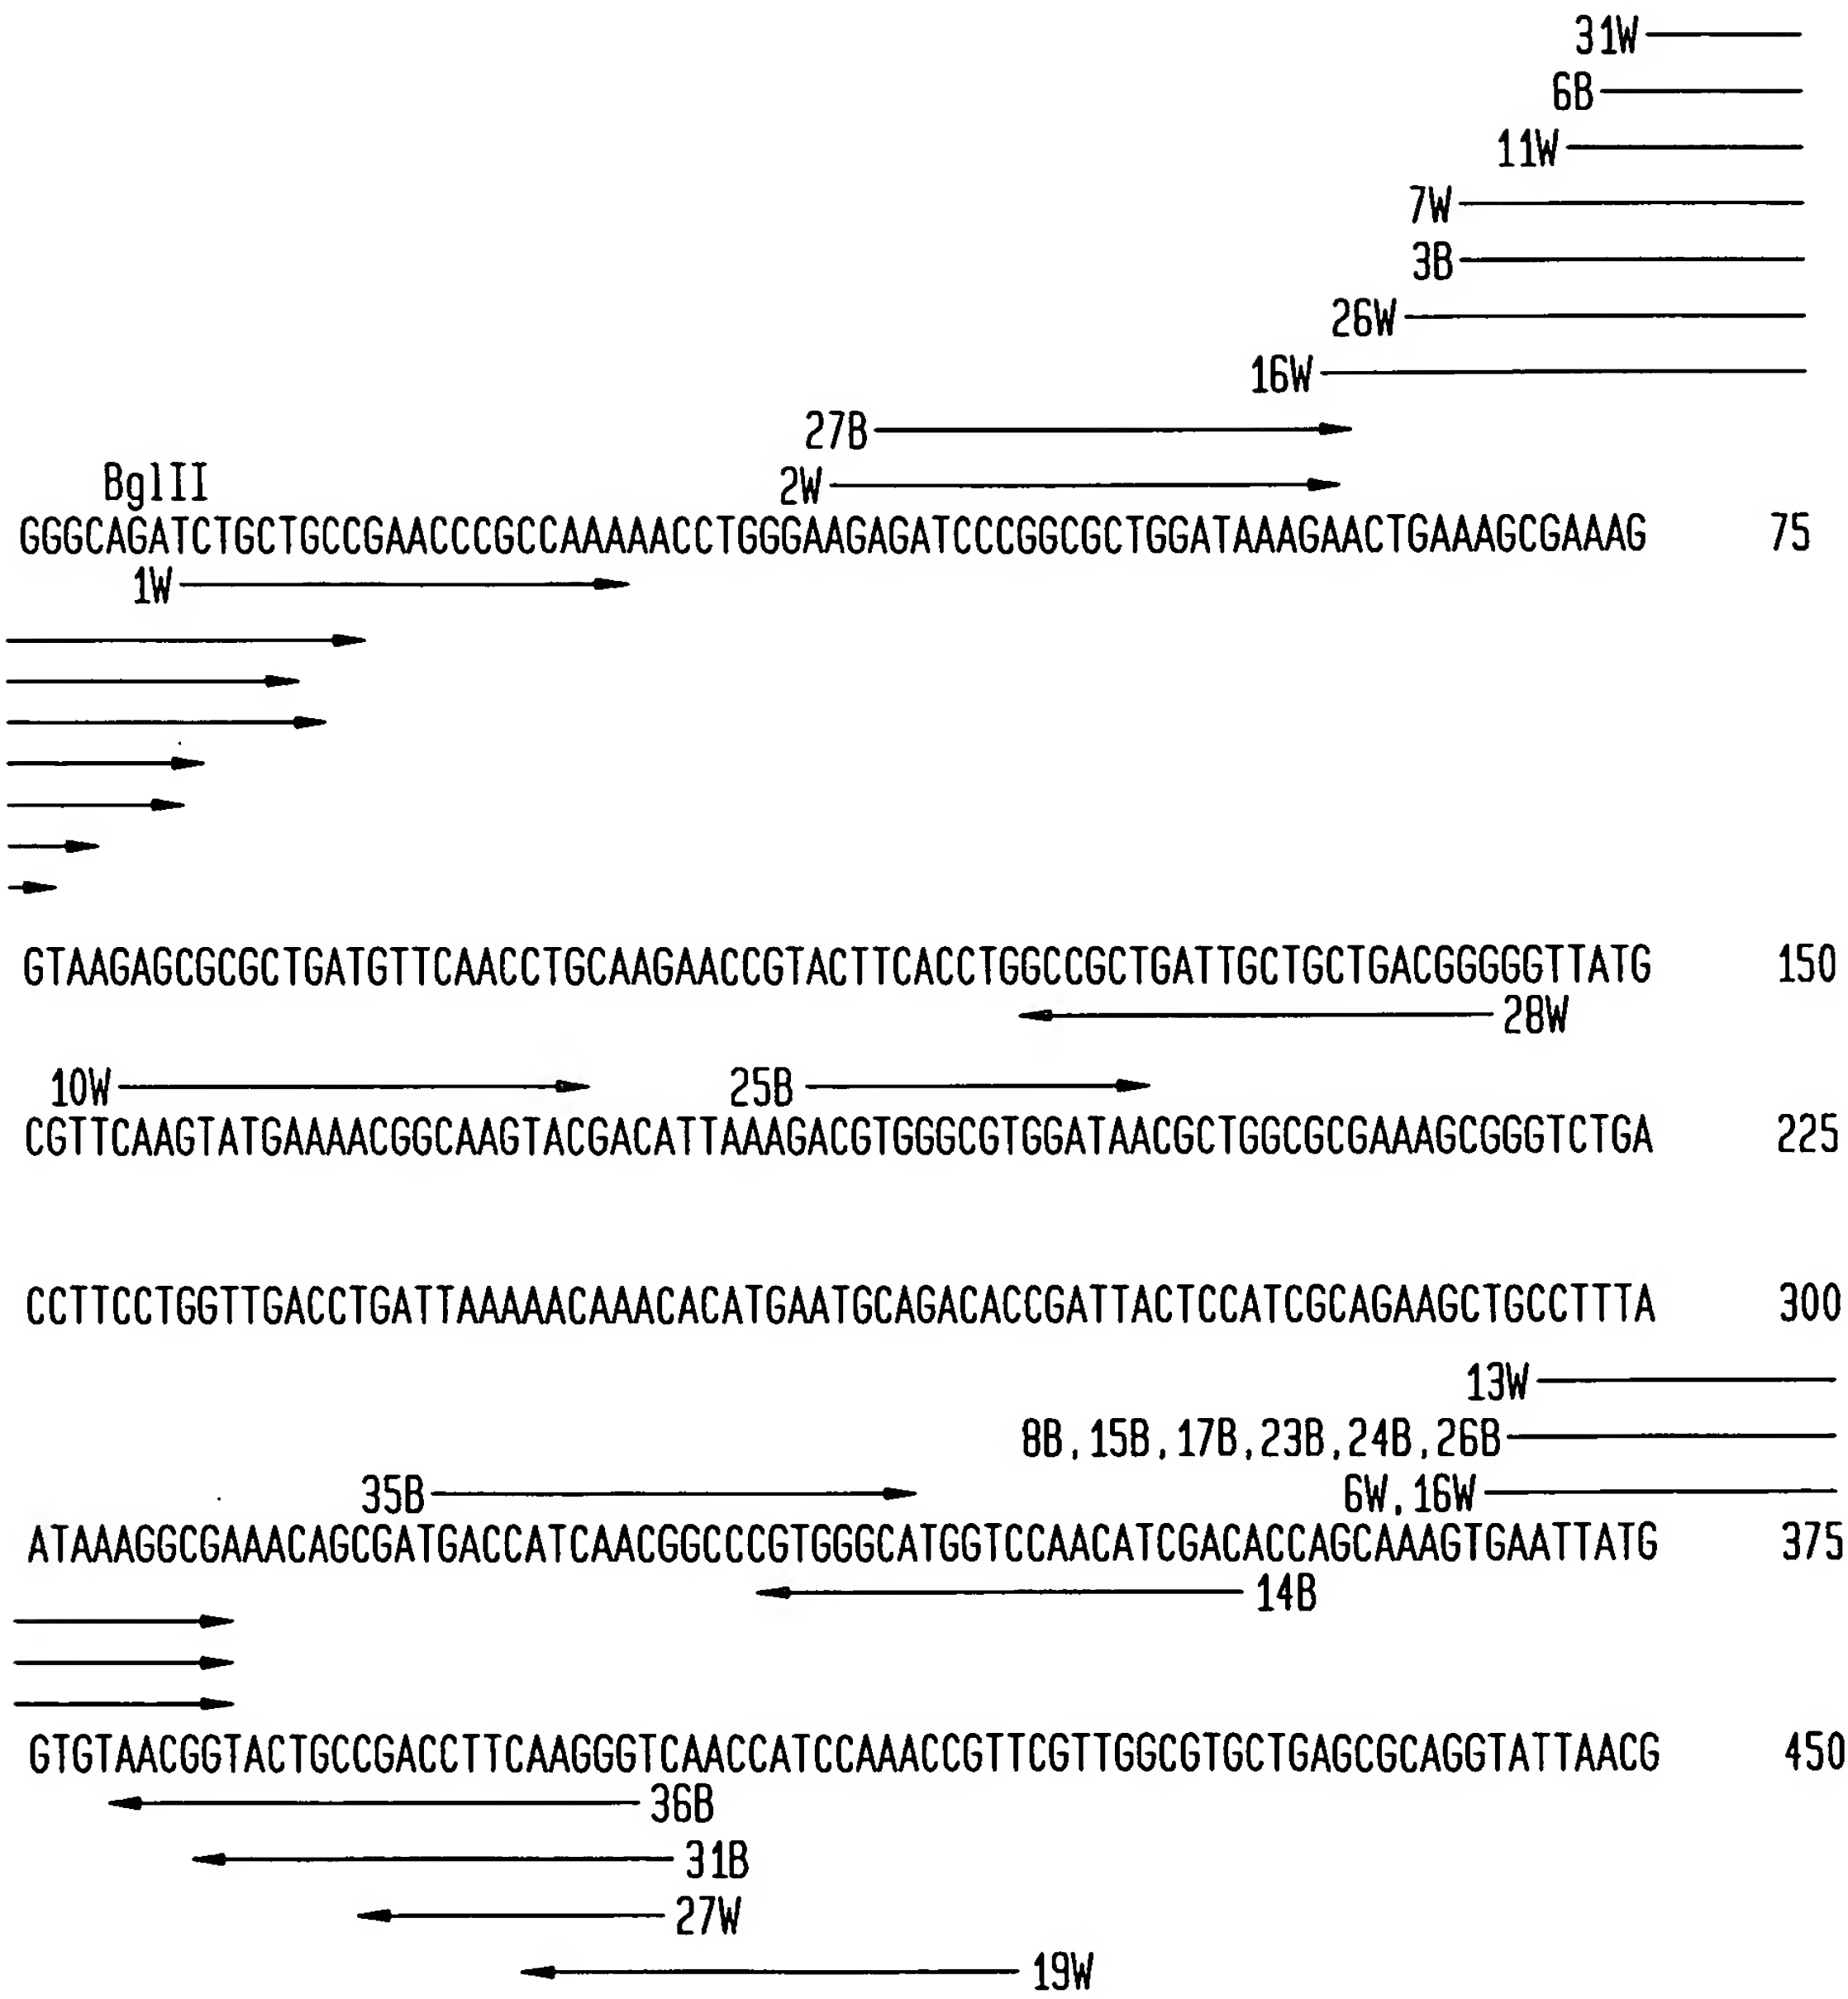 31W
6B
11W
7W
3B
26W
16W
27B
BglII 2W
GGGCAGATCTGCTGCCGAACCCGCCAAAAACCTGGGAAGAGATCCCGGCGCTGGATAAAGAACTGAAAGCGAAAG 75
1W
GTAAGAGCGCGCTGATGTTCAACCTGCAAGAACCGTACTTCACCTGGCCGCTGATTGCTGCTGACGGGGGTTATG 150
28W
10W 25B
CGTTCAAGTATGAAAACGGCAAGTACGACATTAAAGACGTGGGCGTGGATAACGCTGGCGCGAAAGCGGGTCTGA 225
CCTTCCTGGTTGACCTGATTAAAAACAAACACATGAATGCAGACACCGATTACTCCATCGCAGAAGCTGCCTTTA 300
13W
8B,15B,17B,23B,24B,26B
35B 6W,16W
ATAAAGGCGAAACAGCGATGACCATCAACGGCCCGTGGGCATGGTCCAACATCGACACCAGCAAAGTGAATTATG 375
14B
GTGTAACGGTACTGCCGACCTTCAAGGGTCAACCATCCAAACCGTTCGTTGGCGTGCTGAGCGCAGGTATTAACG 450
36B
31B
27W
19W